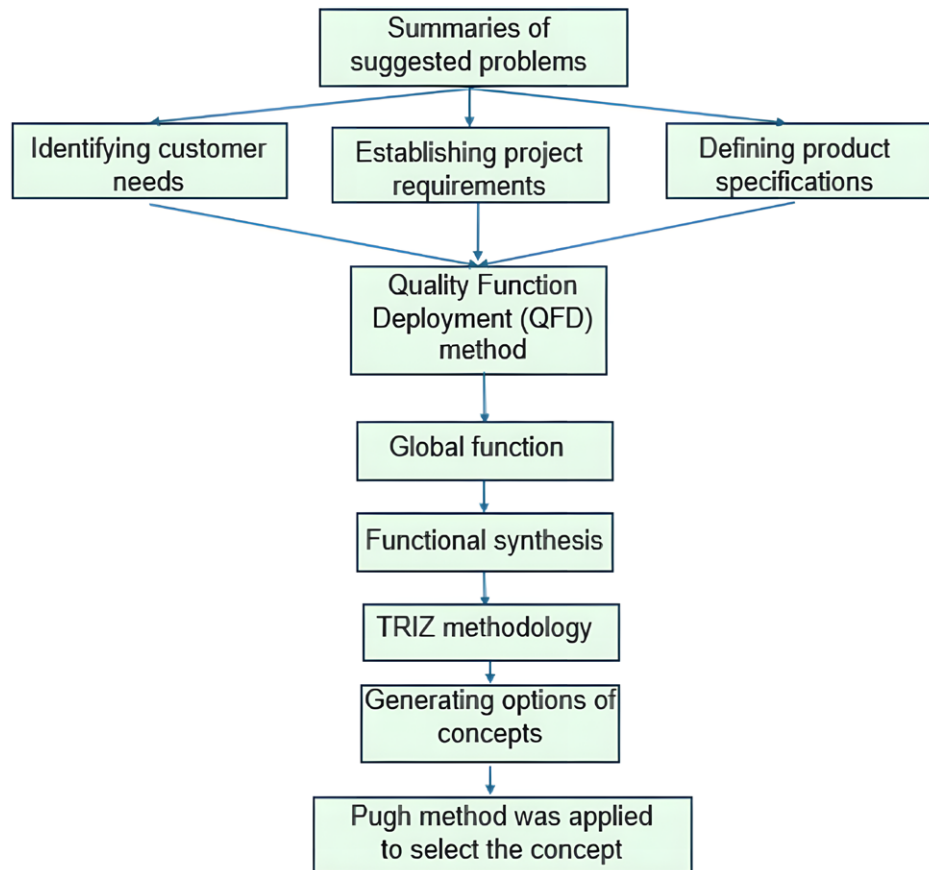 Summaries of
suggested problems
Identifying customer
needs
Establishing project
requirements
Defining product
specifications
Quality Function
Deployment (QFD)
method
Global function
Functional synthesis
TRIZ methodology
Generating options of
concepts
Pugh method was applied
to select the concept